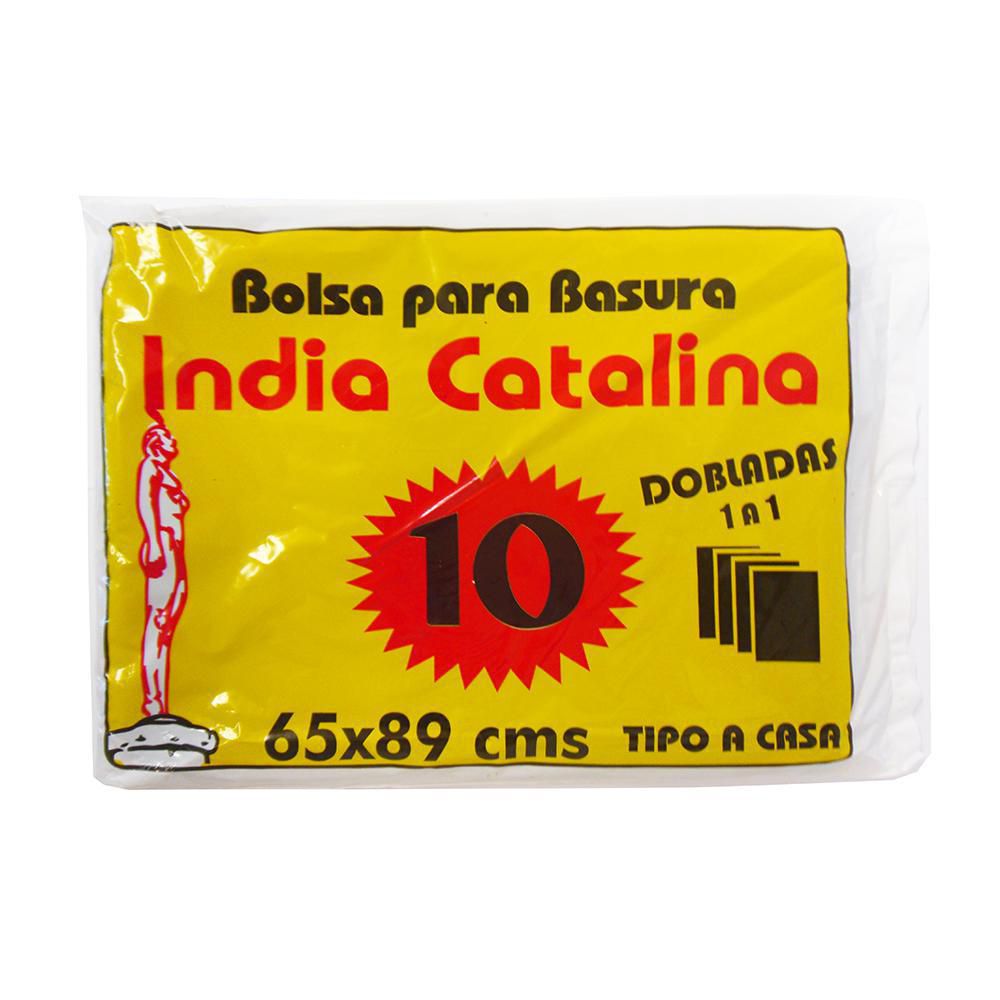 Bolsa para Basura
India Catalina
DOBLADAS
1 A 1
10
65x89 cms
TIPO A CASA